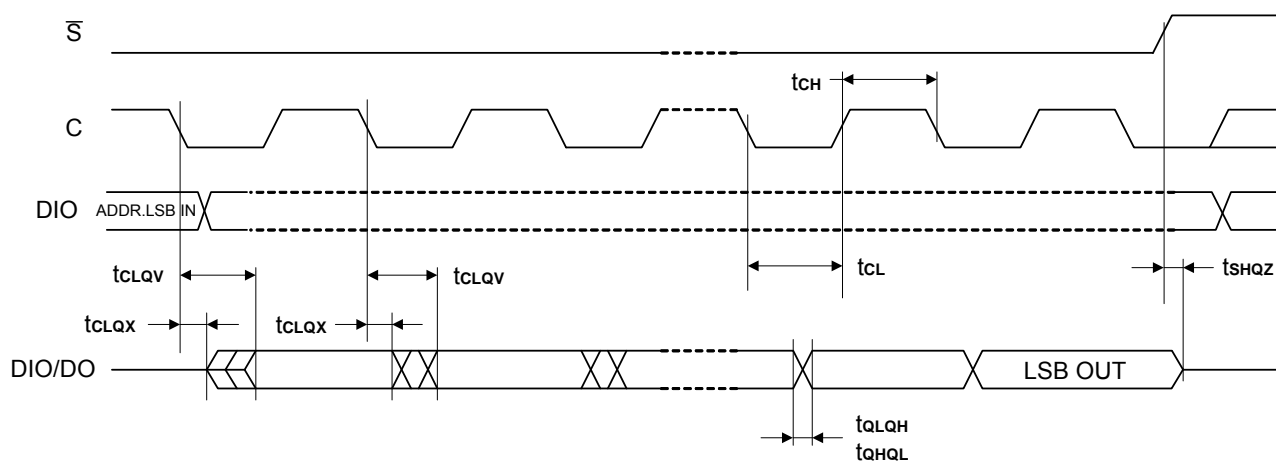 S̅
tCH
C
DIO ADDR.LSB IN
tCLQV tCLQV tCL tSHQZ
tCLQX tCLQX
DIO/DO LSB OUT
tQLQH
tQHQL